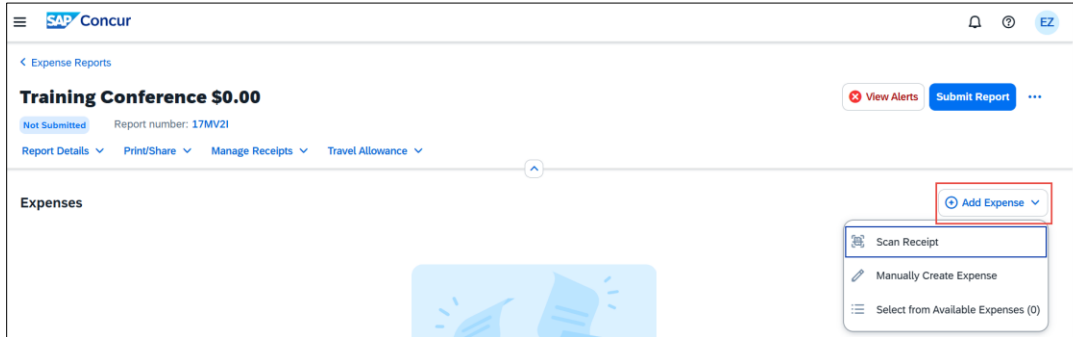 SAP Concur
EZ
Expense Reports
Training Conference $0.00
View Alerts
Submit Report
Not Submitted
Report number: 17MV2I
Report Details
Print/Share
Manage Receipts
Travel Allowance
Expenses
Add Expense
Scan Receipt
Manually Create Expense
Select from Available Expenses (0)